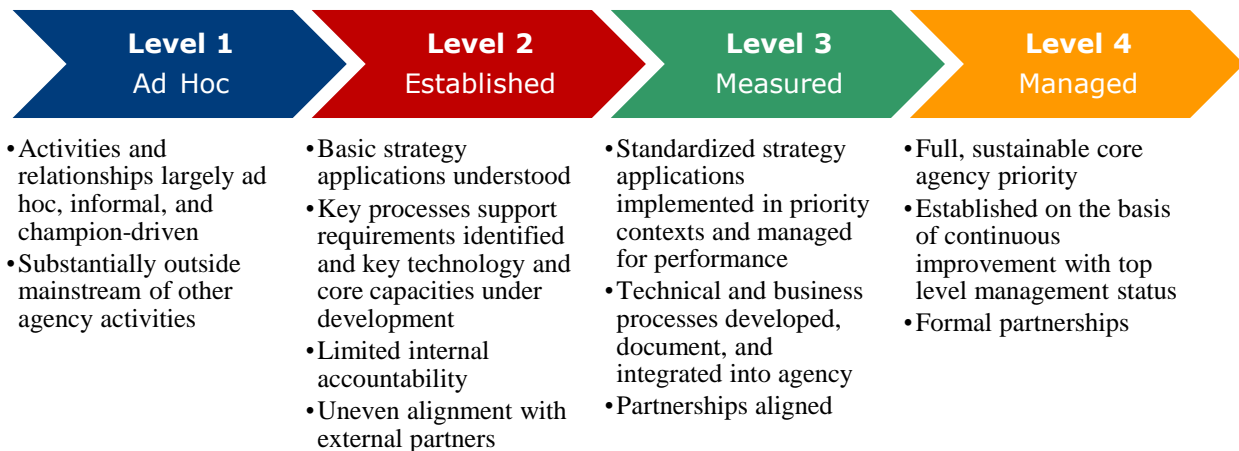 Level 1
Ad Hoc
Level 2
Established
Level 3
Measured
Level 4
Managed
•Activities and
relationships largely ad
hoc, informal, and
champion-driven
•Substantially outside
mainstream of other
agency activities
•Basic strategy
applications understood
•Key processes support
requirements identified
and key technology and
core capacities under
development
•Limited internal
accountability
•Uneven alignment with
external partners
•Standardized strategy
applications
implemented in priority
contexts and managed
for performance
•Technical and business
processes developed,
document, and
integrated into agency
•Partnerships aligned
•Full, sustainable core
agency priority
•Established on the basis
of continuous
improvement with top
level management status
•Formal partnerships